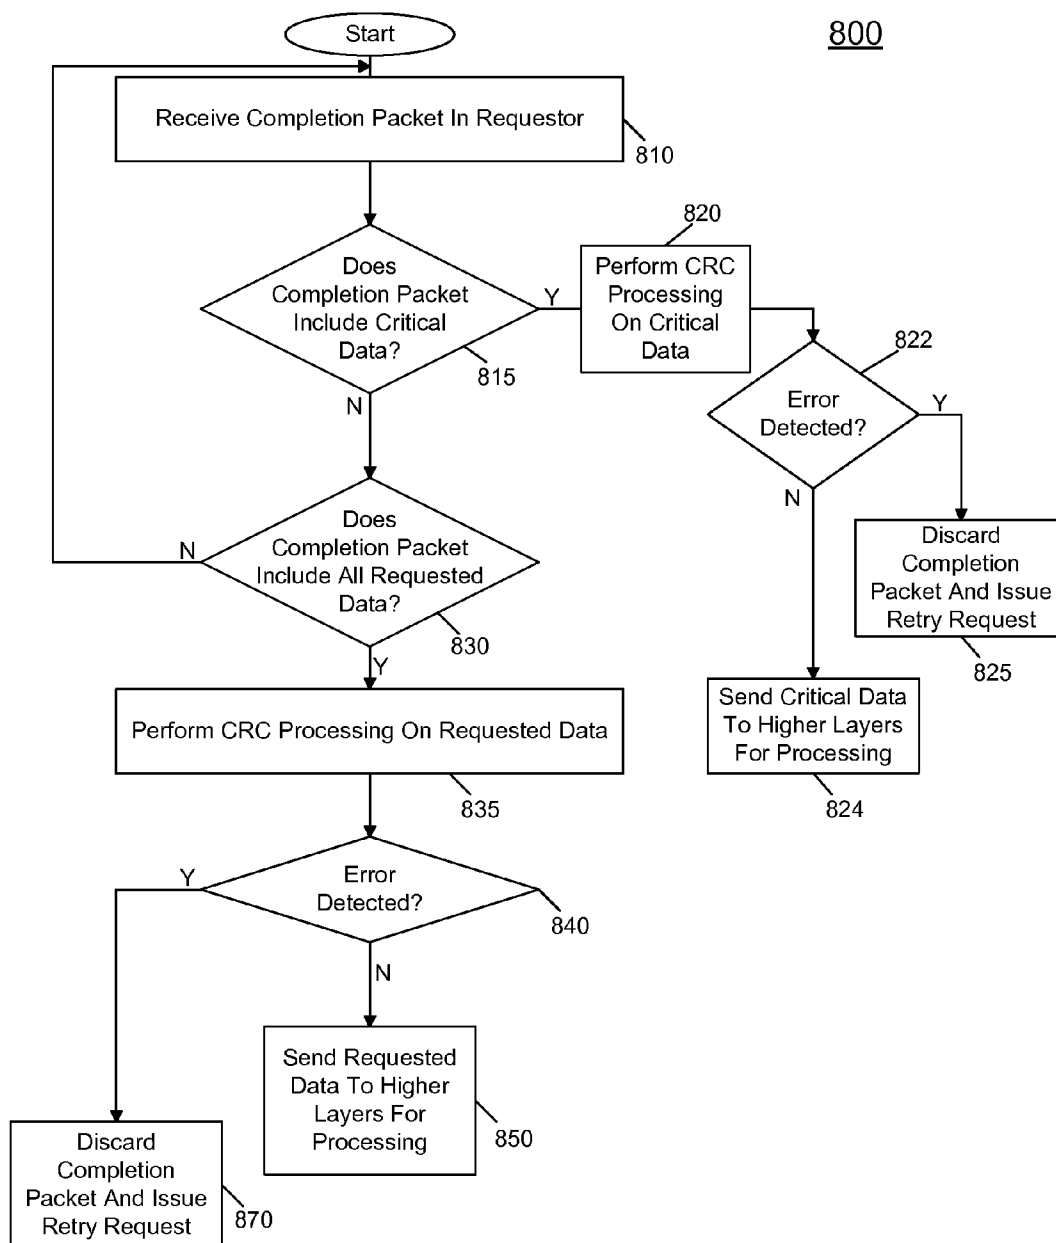 Start
800
Receive Completion Packet In Requestor
810
Does
Completion Packet
Include Critical
Data?
815
Y
N
820
Perform CRC
Processing
On Critical
Data
822
Error
Detected?
Y
N
Discard
Completion
Packet And Issue
Retry Request
825
Send Critical Data
To Higher Layers
For Processing
824
Does
Completion Packet
Include All Requested
Data?
830
N
Y
Perform CRC Processing On Requested Data
835
Error
Detected?
840
Y
N
Send Requested
Data To Higher
Layers For
Processing
850
Discard
Completion
Packet And Issue
Retry Request
870